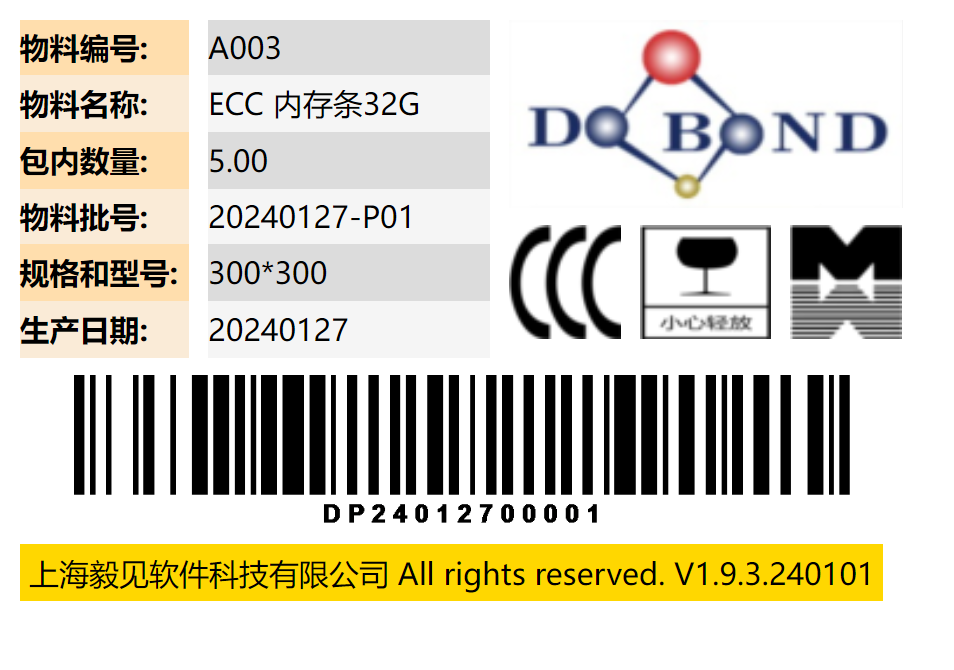 物料编号: A003
物料名称: ECC 内存条32G
包内数量: 5.00
物料批号: 20240127-P01
规格和型号: 300*300
生产日期: 20240127
DOBOND
CCC
小心轻放
M
DP24012700001
上海毅见软件科技有限公司 All rights reserved. V1.9.3.240101